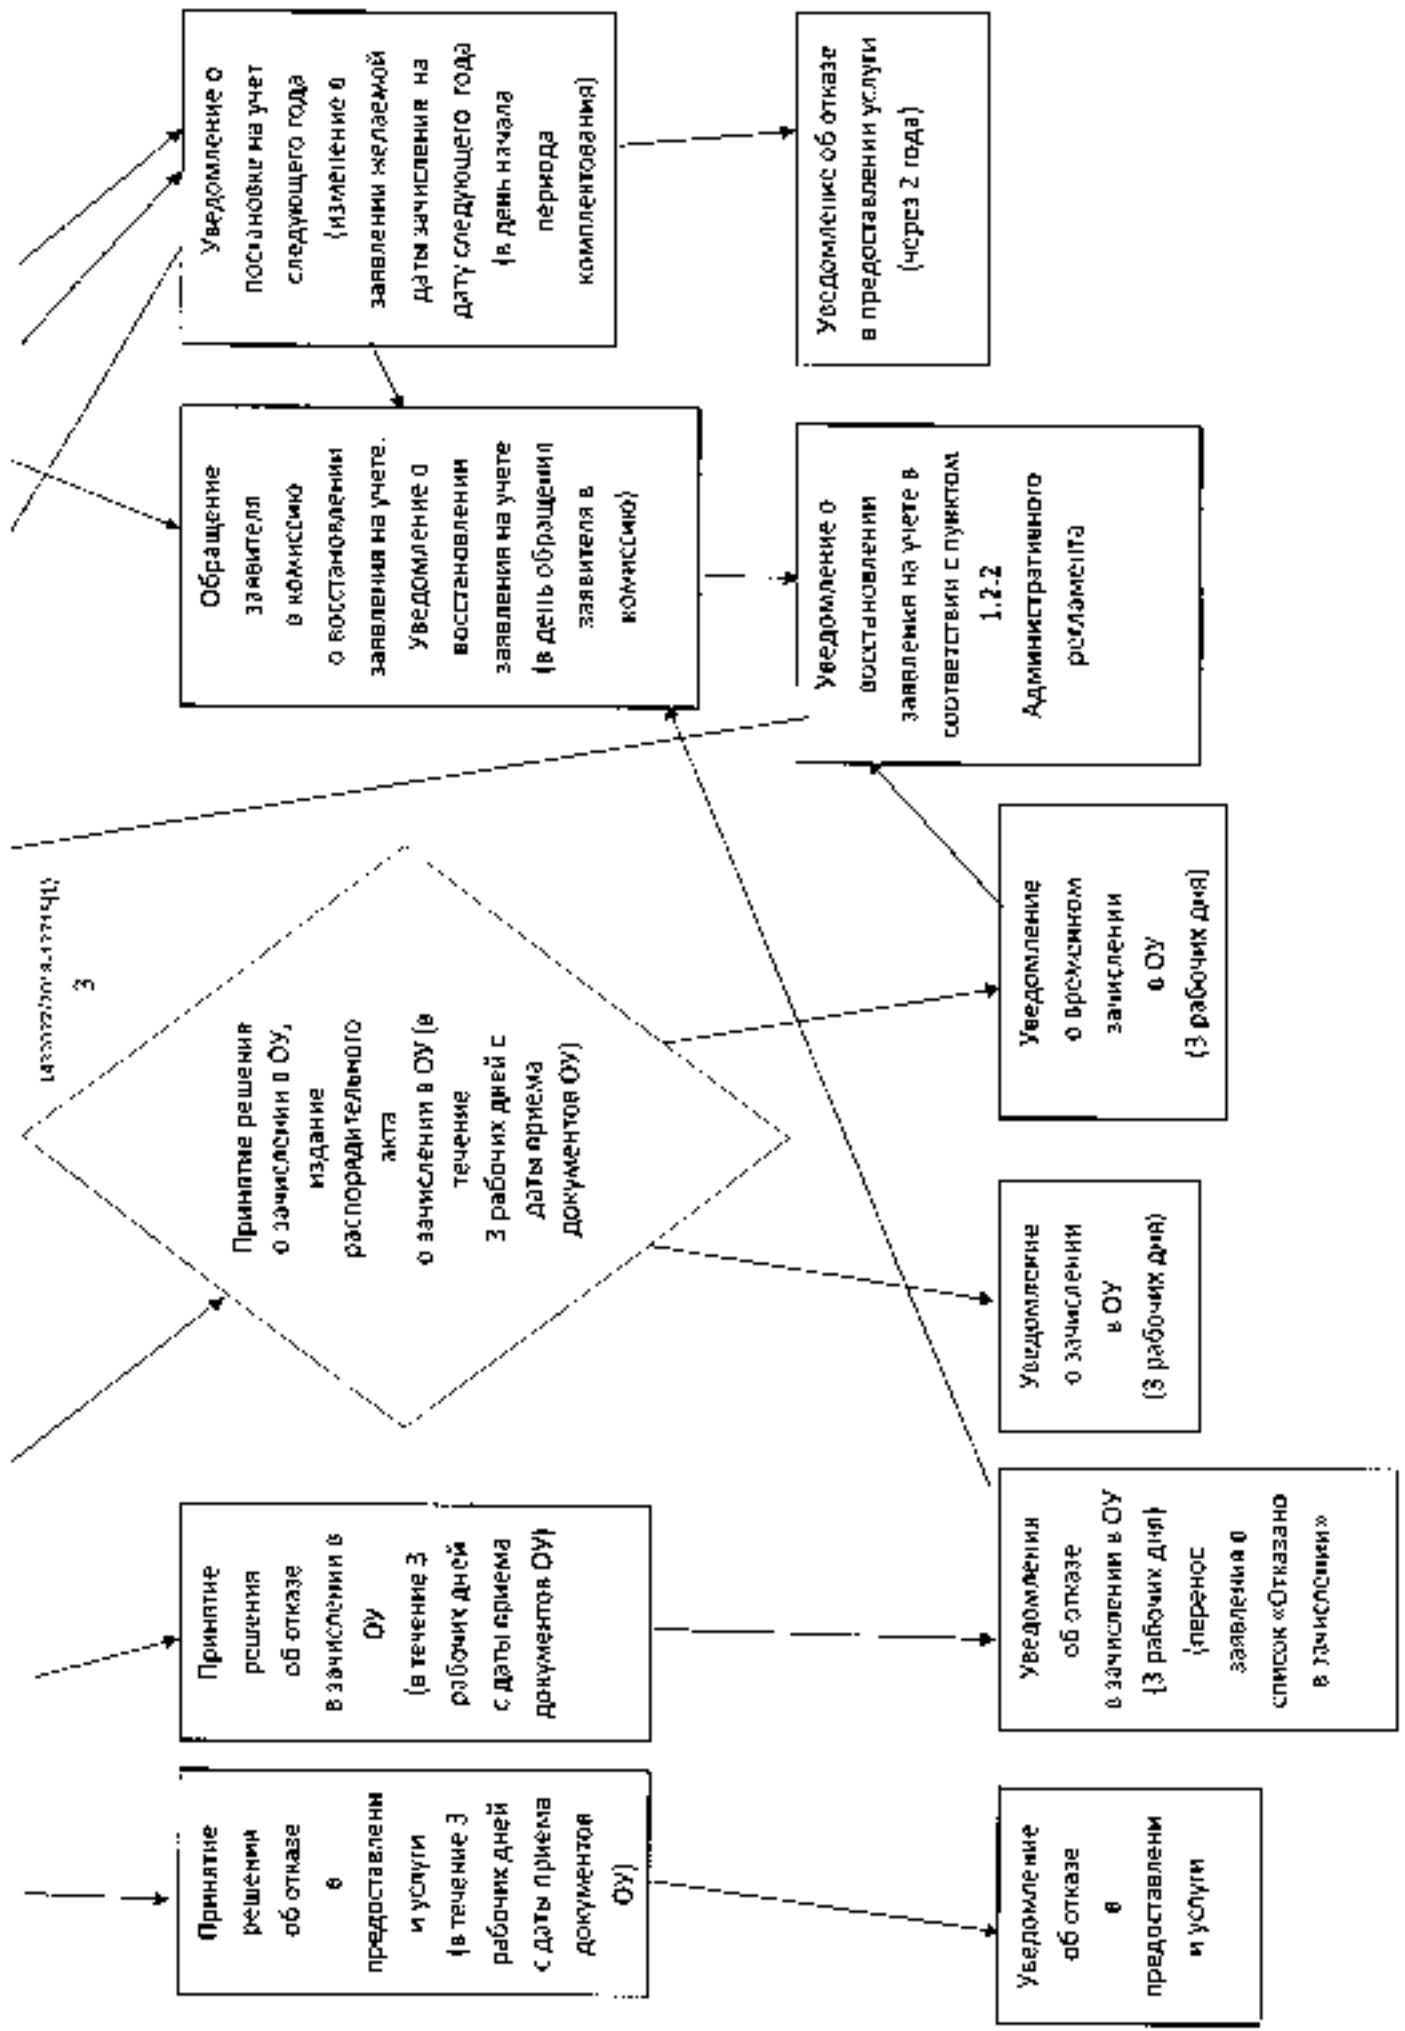 3
Принятие
решения
об отказе
в
предоставлени
и услуги
(в течение 3
рабочих дней
с даты приема
документов
ОУ)
Принятие
решения
об отказе
в зачислении в
ОУ
(в течение 3
рабочих дней
с даты приема
документов ОУ)
Принятие решения
о зачислении в ОУ,
издание
распорядительного
акта
о зачислении в ОУ (в
течение
3 рабочих дней с
даты приема
документов ОУ)
Обращение
заявителя
в комиссию
о восстановлении
заявления на учете.
Уведомление о
восстановлении
заявления на учете
(в день обращения
заявителя в
комиссию)
Уведомление о
постановке на учет
следующего года
(изменение в
заявлении желаемой
даты зачисления на
дату следующего года
(в день начала
периода
комплектования)
Уведомление
об отказе
в
предоставлени
и услуги
Уведомления
об отказе
в зачислении в ОУ
(3 рабочих дня)
(перенос
заявления в
список «Отказано
в зачислении»
Уведомление
о зачислении
в ОУ
(3 рабочих дня)
Уведомление
о временном
зачислении
в ОУ
(3 рабочих дня)
Уведомление о
восстановлении
заявления на учете в
соответствии с пунктом
1.2.2
Административного
регламента
Уведомление об отказе
в предоставлении услуги
(через 2 года)